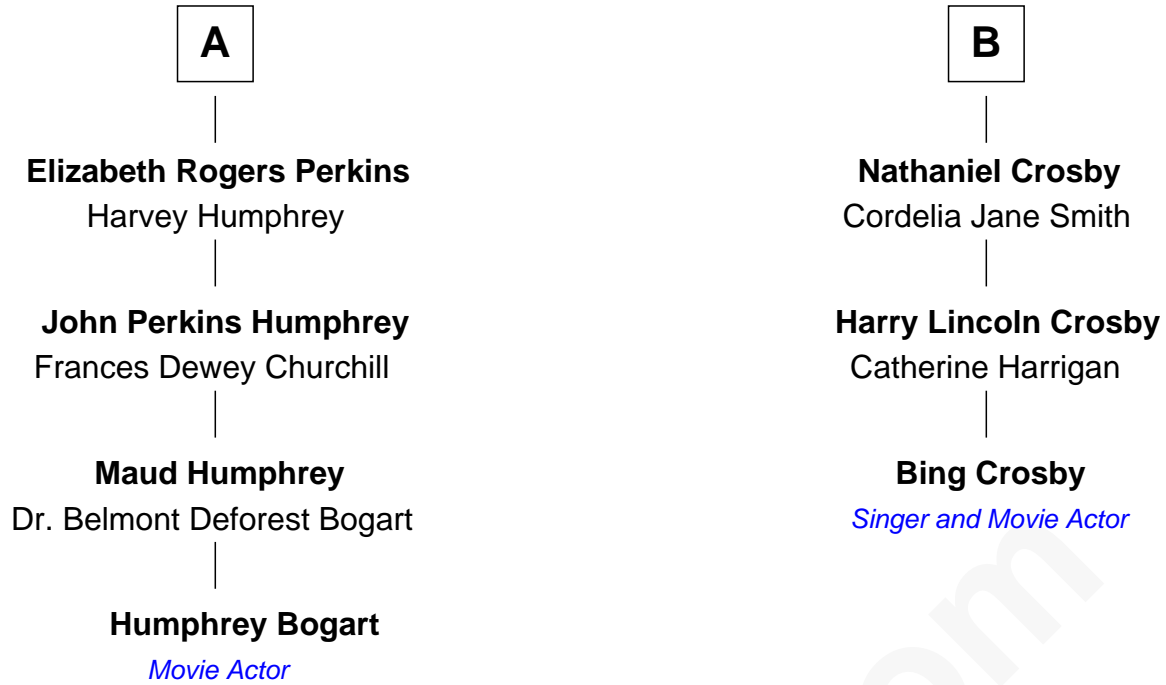 A
Elizabeth Rogers Perkins
Harvey Humphrey
John Perkins Humphrey
Frances Dewey Churchill
Maud Humphrey
Dr. Belmont Deforest Bogart
Humphrey Bogart
Movie Actor
B
Nathaniel Crosby
Cordelia Jane Smith
Harry Lincoln Crosby
Catherine Harrigan
Bing Crosby
Singer and Movie Actor